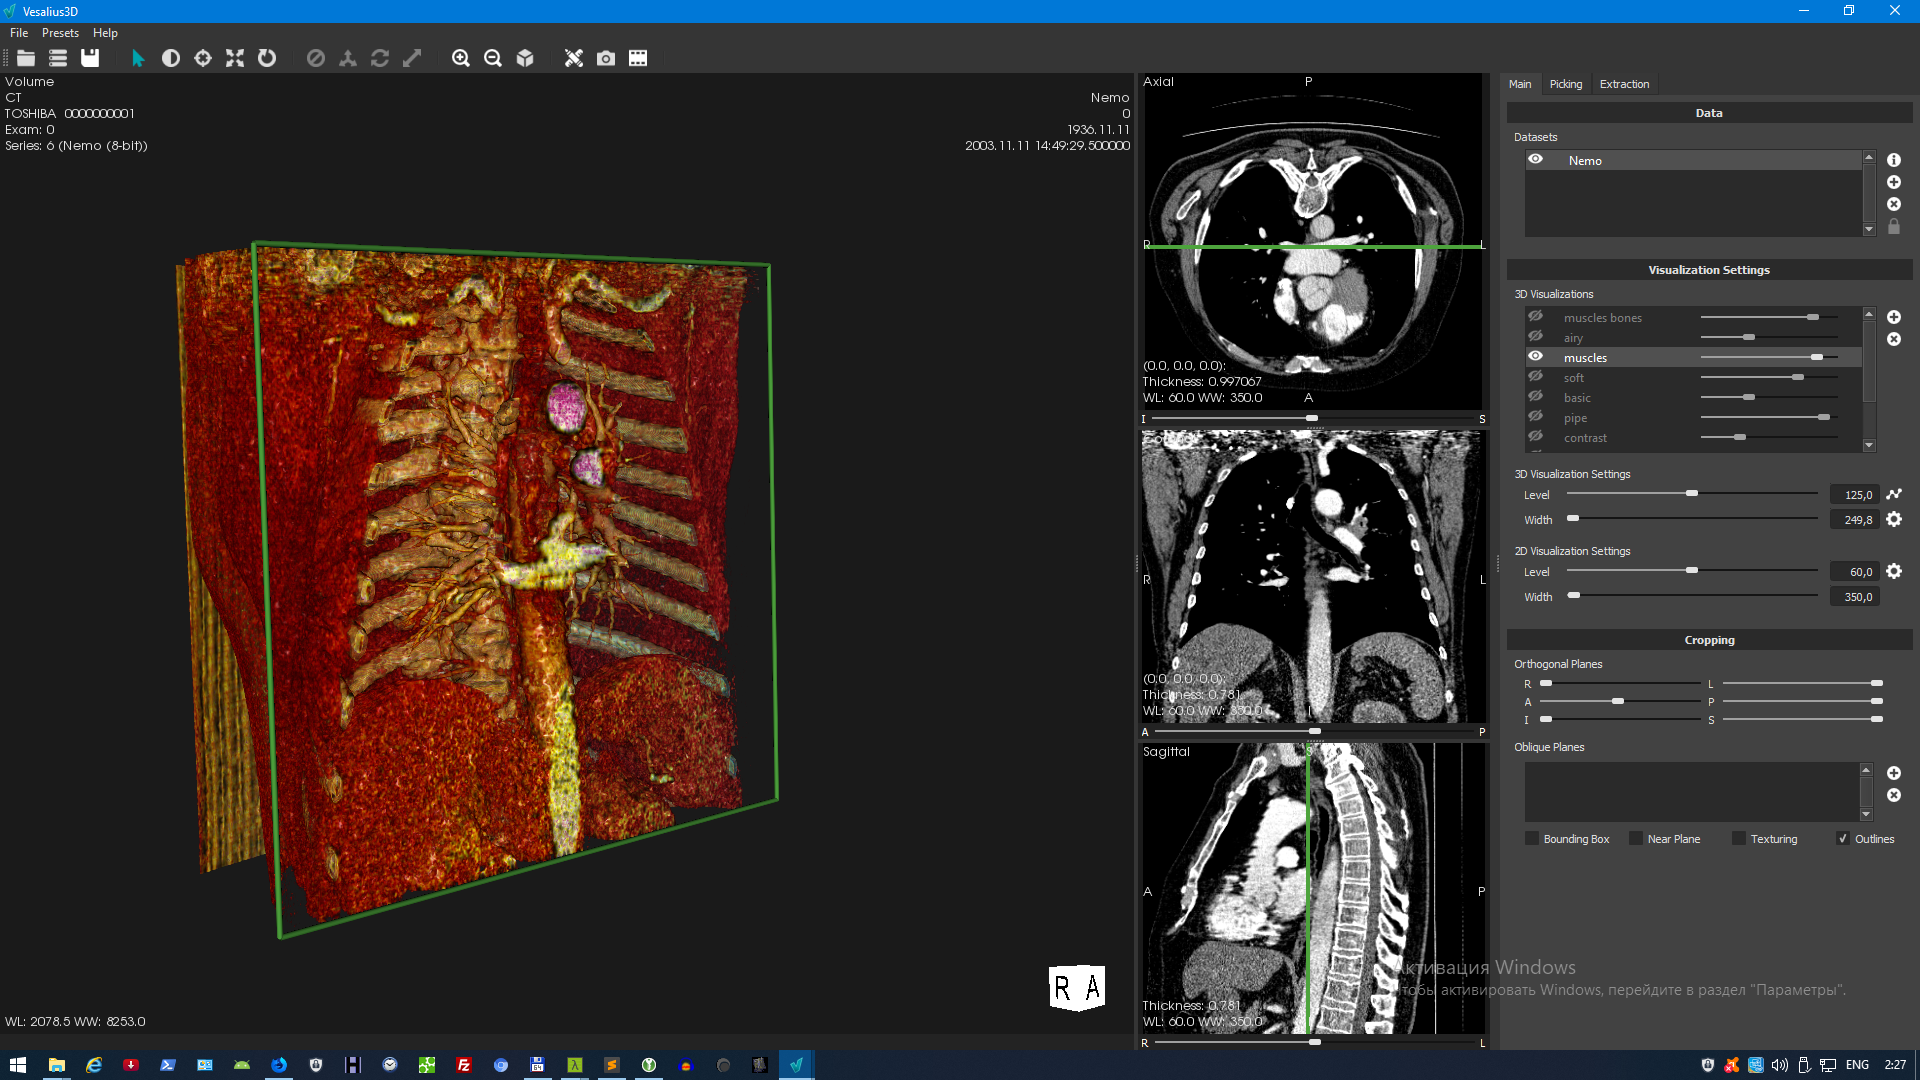 Vesalius3D
File Presets Help
Volume
CT
TOSHIBA 0000000001
Exam: 0
Series: 6 (Nemo (8-bit))
Nemo
0
1936.11.11
2003.11.11 14:49:29.500000
R A
WL: 2078.5 WW: 8253.0
Axial
P
R
L
(0.0, 0.0, 0.0):
Thickness: 0.997067
WL: 60.0 WW: 350.0
A
I
S
R
L
(0.0, 0.0, 0.0):
Thickness: 0.781
WL: 60.0 WW: 350.0
I
A
P
Sagittal
S
A
P
Thickness: 0.781
WL: 60.0 WW: 350.0
R
L
Main Picking Extraction
Data
Datasets
Nemo
Visualization Settings
3D Visualizations
muscles bones
airy
muscles
soft
basic
pipe
contrast
3D Visualization Settings
Level 125,0
Width 249,8
2D Visualization Settings
Level 60,0
Width 350,0
Cropping
Orthogonal Planes
R L
A P
I S
Oblique Planes
Bounding Box Near Plane Texturing Outlines
Активация Windows
Чтобы активировать Windows, перейдите в раздел "Параметры".
ENG 2:27